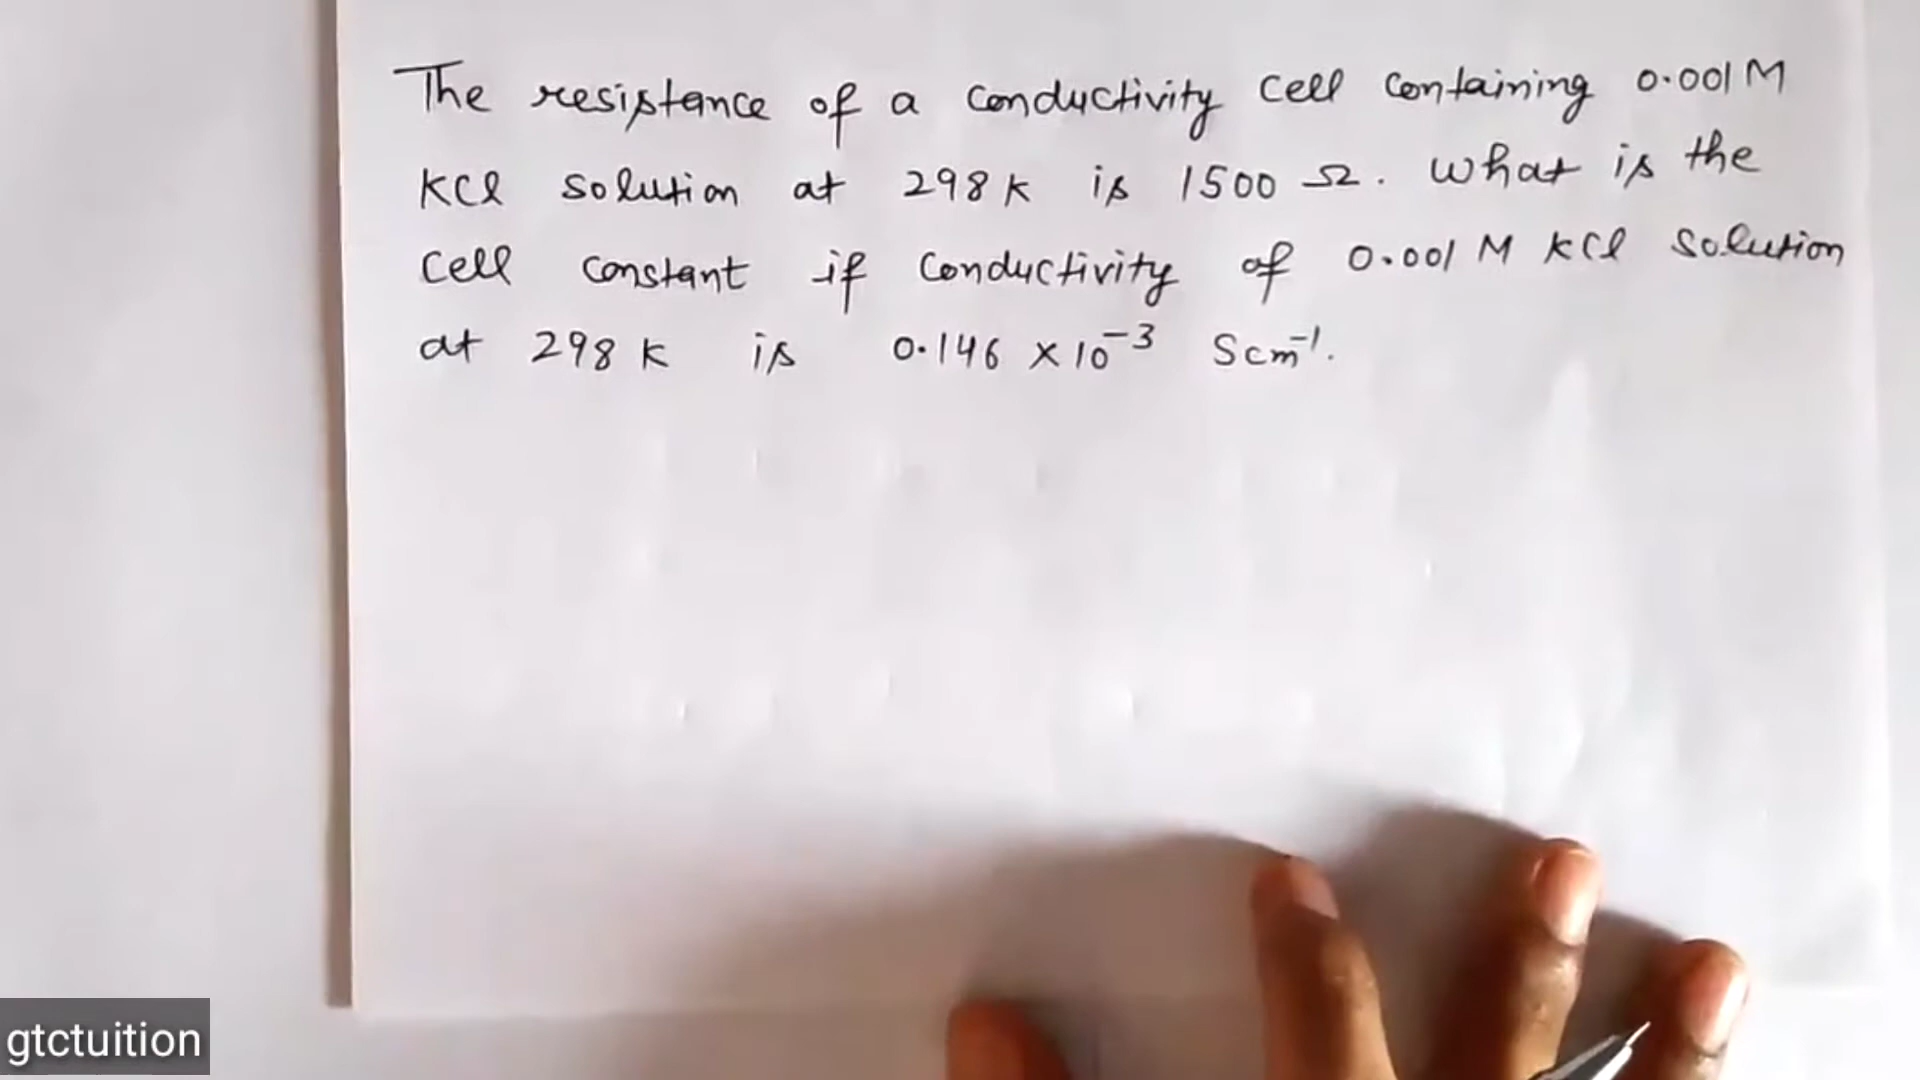 The resistance of a conductivity cell containing 0.001 M
KCl solution at 298 K is 1500 Ω. What is the
cell constant if conductivity of 0.001 M KCl solution
at 298 K is 0.146 × 10⁻³ S cm⁻¹.
gtctuition